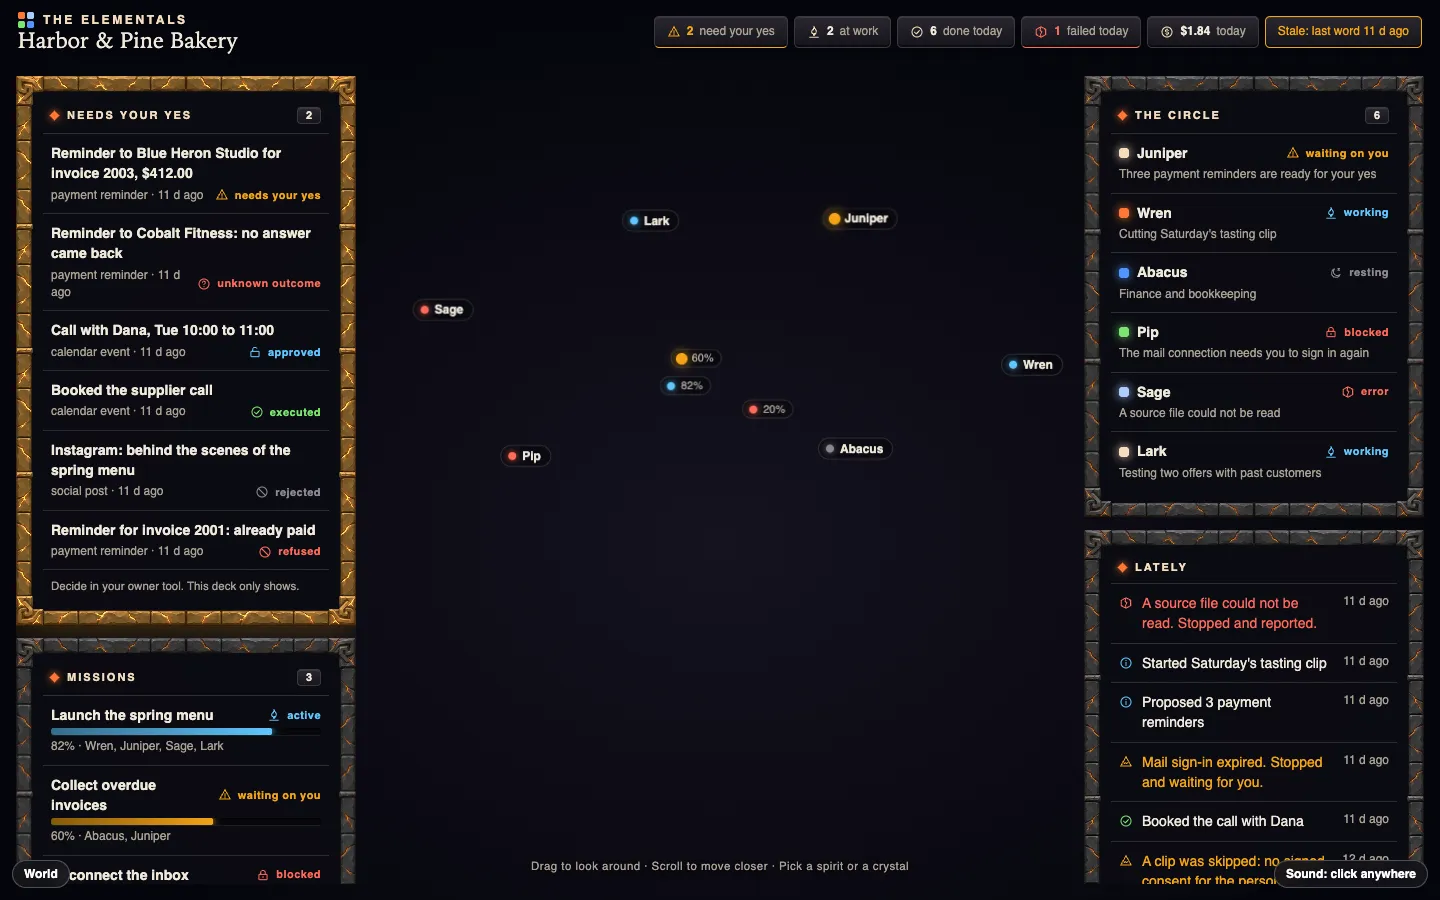 THE ELEMENTALS
Harbor & Pine Bakery
2 need your yes
2 at work
6 done today
1 failed today
$1.84 today
Stale: last word 11 d ago
NEEDS YOUR YES
2
Reminder to Blue Heron Studio for
invoice 2003, $412.00
payment reminder · 11 d ago
needs your yes
Reminder to Cobalt Fitness: no answer
came back
payment reminder · 11 d
ago
unknown outcome
Call with Dana, Tue 10:00 to 11:00
calendar event · 11 d ago
approved
Booked the supplier call
calendar event · 11 d ago
executed
Instagram: behind the scenes of the
spring menu
social post · 11 d ago
rejected
Reminder for invoice 2001: already paid
payment reminder · 11 d ago
refused
Decide in your owner tool. This deck only shows.
MISSIONS
3
Launch the spring menu
active
82% · Wren, Juniper, Sage, Lark
Collect overdue
invoices
waiting on you
60% · Abacus, Juniper
connect the inbox
blocked
World
Lark
Juniper
Sage
60%
Wren
82%
20%
Abacus
Pip
Drag to look around · Scroll to move closer · Pick a spirit or a crystal
THE CIRCLE
6
Juniper
waiting on you
Three payment reminders are ready for your yes
Wren
working
Cutting Saturday's tasting clip
Abacus
resting
Finance and bookkeeping
Pip
blocked
The mail connection needs you to sign in again
Sage
error
A source file could not be read
Lark
working
Testing two offers with past customers
LATELY
A source file could not be
read. Stopped and reported.
11 d ago
Started Saturday's tasting clip
11 d ago
Proposed 3 payment
reminders
11 d ago
Mail sign-in expired. Stopped
and waiting for you.
11 d ago
Booked the call with Dana
11 d ago
A clip was skipped: no signed
12 d ago
consent for the
Sound: click anywhere